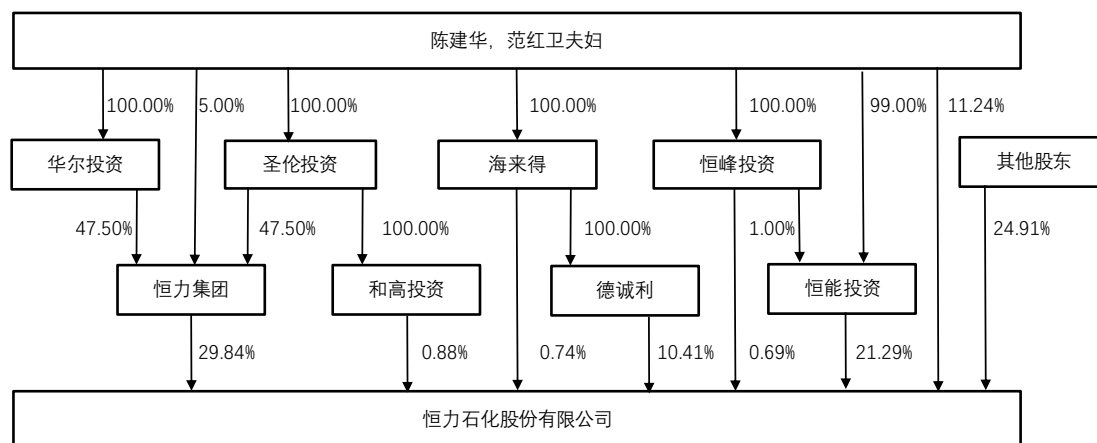 陈建华，范红卫夫妇
100.00%
5.00%
100.00%
100.00%
100.00%
99.00%
11.24%
华尔投资
圣伦投资
海来得
恒峰投资
其他股东
47.50%
47.50%
100.00%
100.00%
1.00%
24.91%
恒力集团
和高投资
德诚利
恒能投资
29.84%
0.88%
0.74%
10.41%
0.69%
21.29%
恒力石化股份有限公司